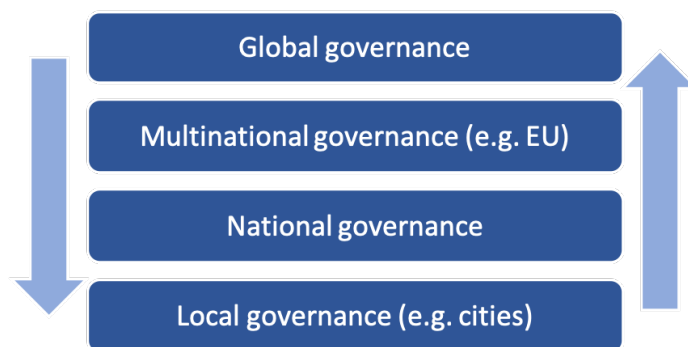 Global governance
Multinational governance (e.g. EU)
National governance
Local governance (e.g. cities)